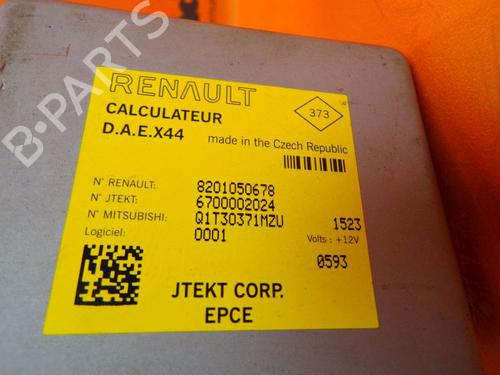 B-PARTS
RENAULT
373
CALCULATEUR
D.A.E.X44
made in the Czech Republic
N° RENAULT: 8201050678
N° JTEKT: 6700002024
N° MITSUBISHI: Q1T30371MZU 1523
Logiciel: 0001 Volts : +12V
0593
JTEKT CORP.
EPCE